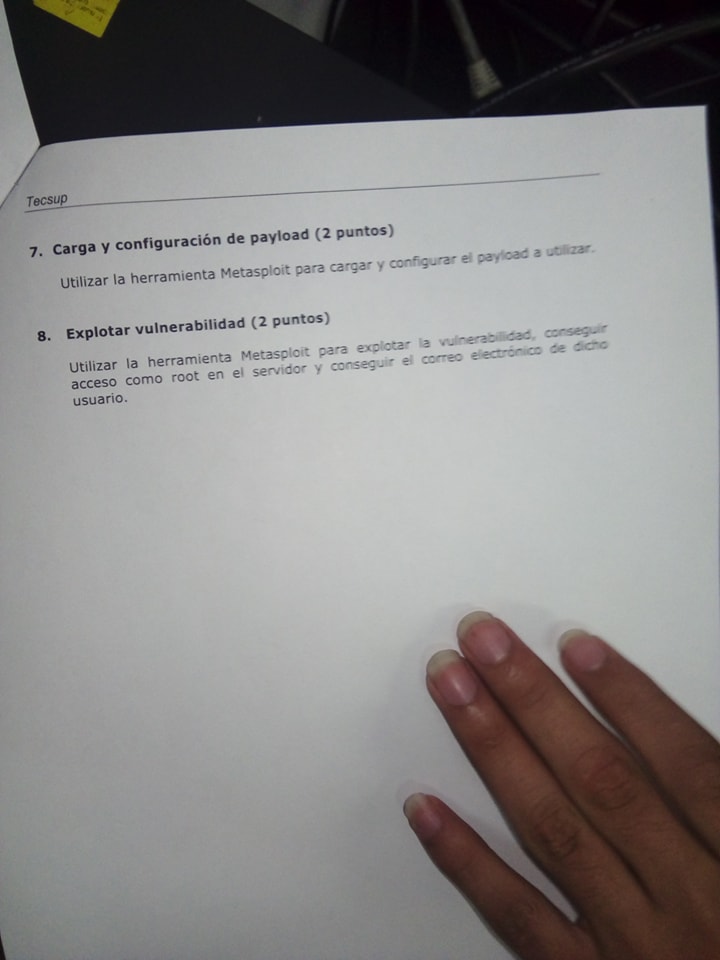 Tecsup
7. Carga y configuración de payload (2 puntos)
Utilizar la herramienta Metasploit para cargar y configurar el payload a utilizar.
8. Explotar vulnerabilidad (2 puntos)
Utilizar la herramienta Metasploit para explotar la vulnerabilidad, conseguir
acceso como root en el servidor y conseguir el correo electrónico de dicho
usuario.